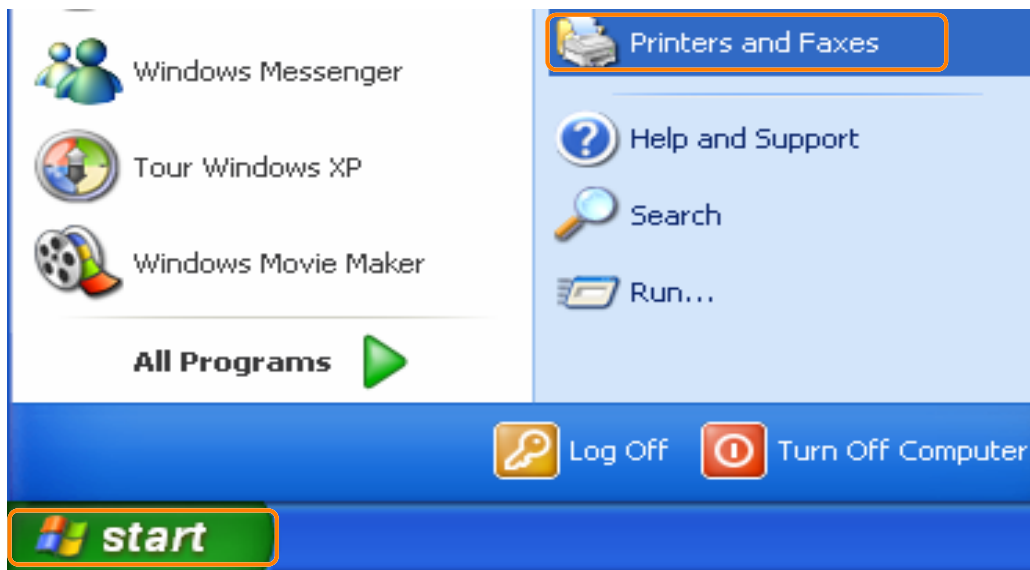 Windows Messenger
Tour Windows XP
Windows Movie Maker
All Programs
Printers and Faxes
Help and Support
Search
Run...
Log Off
Turn Off Computer
start